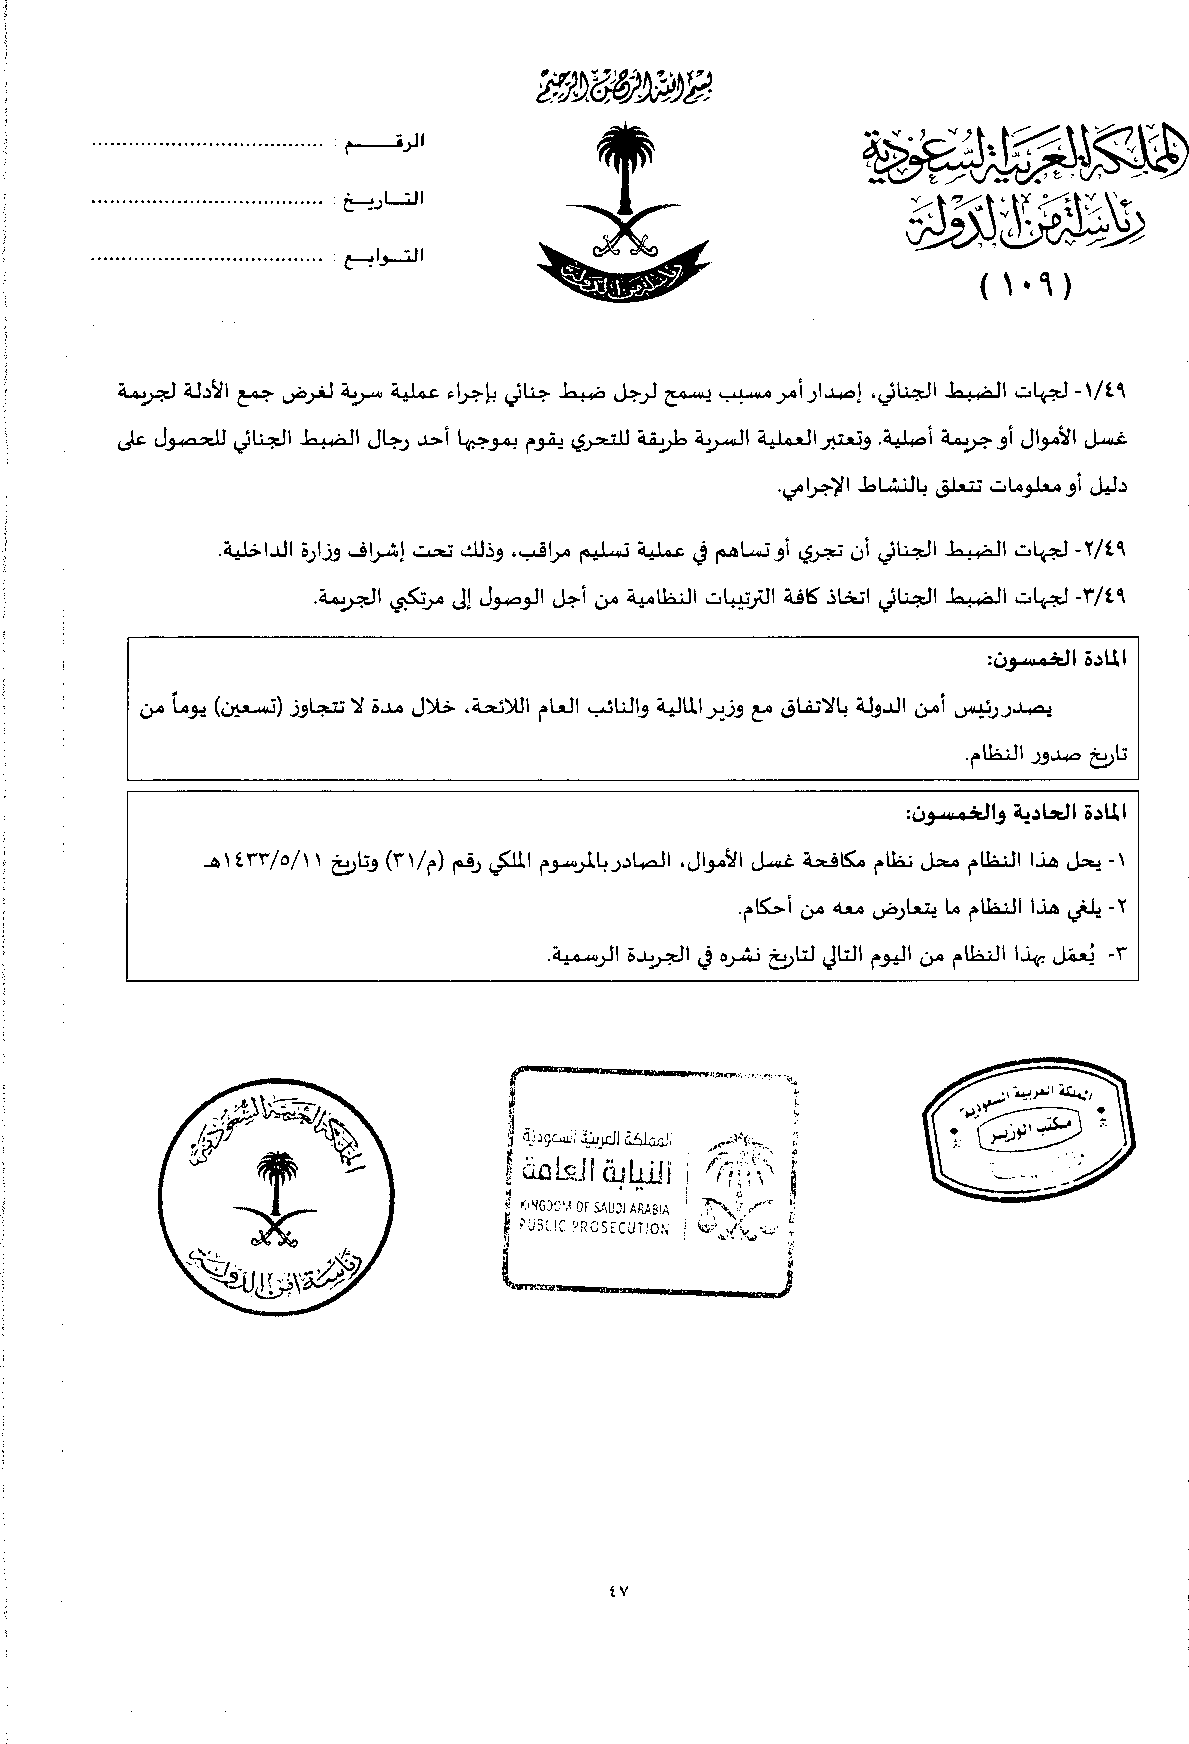 بسم الله الرحمن الرحيم
المملكة العربية السعودية
رئاسة أمن الدولة
(١٠٩)
رئاسة أمن الدولة
الرقــــــم : ..................................
التــاريــخ : ..................................
التــوابــع : ..................................
١/٤٩- لجهات الضبط الجنائي، إصدار أمر مسبب يسمح لرجل ضبط جنائي بإجراء عملية سرية لغرض جمع الأدلة لجريمة
غسل الأموال أو جريمة أصلية. وتعتبر العملية السرية طريقة للتحري يقوم بموجبها أحد رجال الضبط الجنائي للحصول على
دليل أو معلومات تتعلق بالنشاط الإجرامي.
٢/٤٩- لجهات الضبط الجنائي أن تجري أو تساهم في عملية تسليم مراقب، وذلك تحت إشراف وزارة الداخلية.
٣/٤٩- لجهات الضبط الجنائي اتخاذ كافة الترتيبات النظامية من أجل الوصول إلى مرتكبي الجريمة.
المادة الخمسون:
يصدر رئيس أمن الدولة بالاتفاق مع وزير المالية والنائب العام اللائحة، خلال مدة لا تتجاوز (تسعين) يوماً من
تاريخ صدور النظام.
المادة الحادية والخمسون:
١- يحل هذا النظام محل نظام مكافحة غسل الأموال، الصادر بالمرسوم الملكي رقم (م/٣١) وتاريخ ١٤٣٣/٥/١١هـ
٢- يلغي هذا النظام ما يتعارض معه من أحكام.
٣- يُعمَل بهذا النظام من اليوم التالي لتاريخ نشره في الجريدة الرسمية.
المملكة العربية السعودية
مكتب الوزير
المملكة العربية السعودية
النيابة العامة
KINGDOM OF SAUDI ARABIA
PUBLIC PROSECUTION
المملكة العربية السعودية
رئاسة أمن الدولة
٤٧